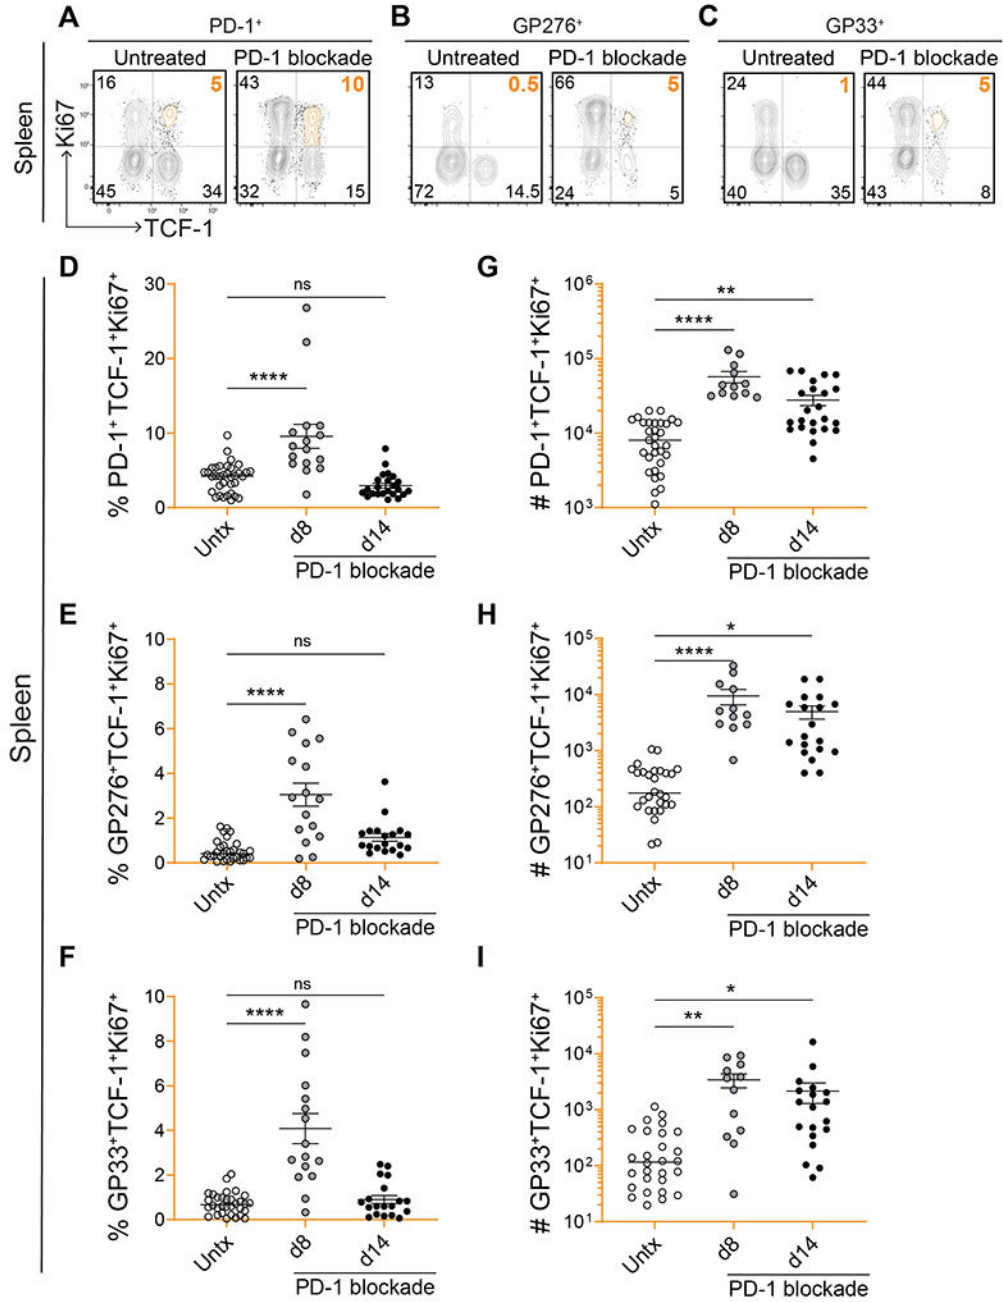 A
PD-1⁺
B
GP276⁺
C
GP33⁺
Untreated
PD-1 blockade
Untreated
PD-1 blockade
Untreated
PD-1 blockade
Spleen
Ki67
TCF-1
16
5
45
34
43
10
32
15
13
0.5
72
14.5
66
5
24
5
24
1
40
35
44
5
43
8
Spleen
D
% PD-1⁺TCF-1⁺Ki67⁺
30
20
10
0
ns
****
Untx
d8
d14
PD-1 blockade
G
# PD-1⁺TCF-1⁺Ki67⁺
10⁶
10⁵
10⁴
10³
**
****
Untx
d8
d14
PD-1 blockade
E
% GP276⁺TCF-1⁺Ki67⁺
10
8
6
4
2
0
ns
****
Untx
d8
d14
PD-1 blockade
H
# GP276⁺TCF-1⁺Ki67⁺
10⁵
10⁴
10³
10²
10¹
*
****
Untx
d8
d14
PD-1 blockade
F
% GP33⁺TCF-1⁺Ki67⁺
10
8
6
4
2
0
ns
****
Untx
d8
d14
PD-1 blockade
I
# GP33⁺TCF-1⁺Ki67⁺
10⁵
10⁴
10³
10²
10¹
*
**
Untx
d8
d14
PD-1 blockade